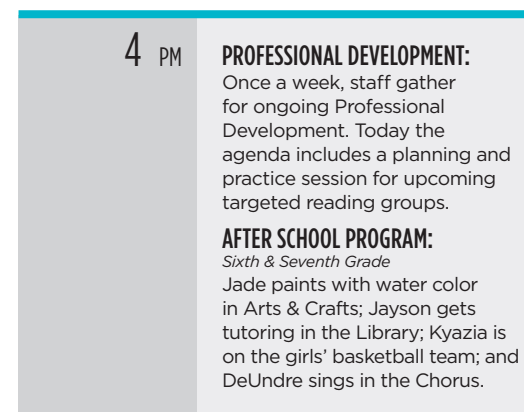 4 PM
PROFESSIONAL DEVELOPMENT:
Once a week, staff gather
for ongoing Professional
Development. Today the
agenda includes a planning and
practice session for upcoming
targeted reading groups.
AFTER SCHOOL PROGRAM:
Sixth & Seventh Grade
Jade paints with water color
in Arts & Crafts; Jayson gets
tutoring in the Library; Kyazia is
on the girls’ basketball team; and
DeUndre sings in the Chorus.